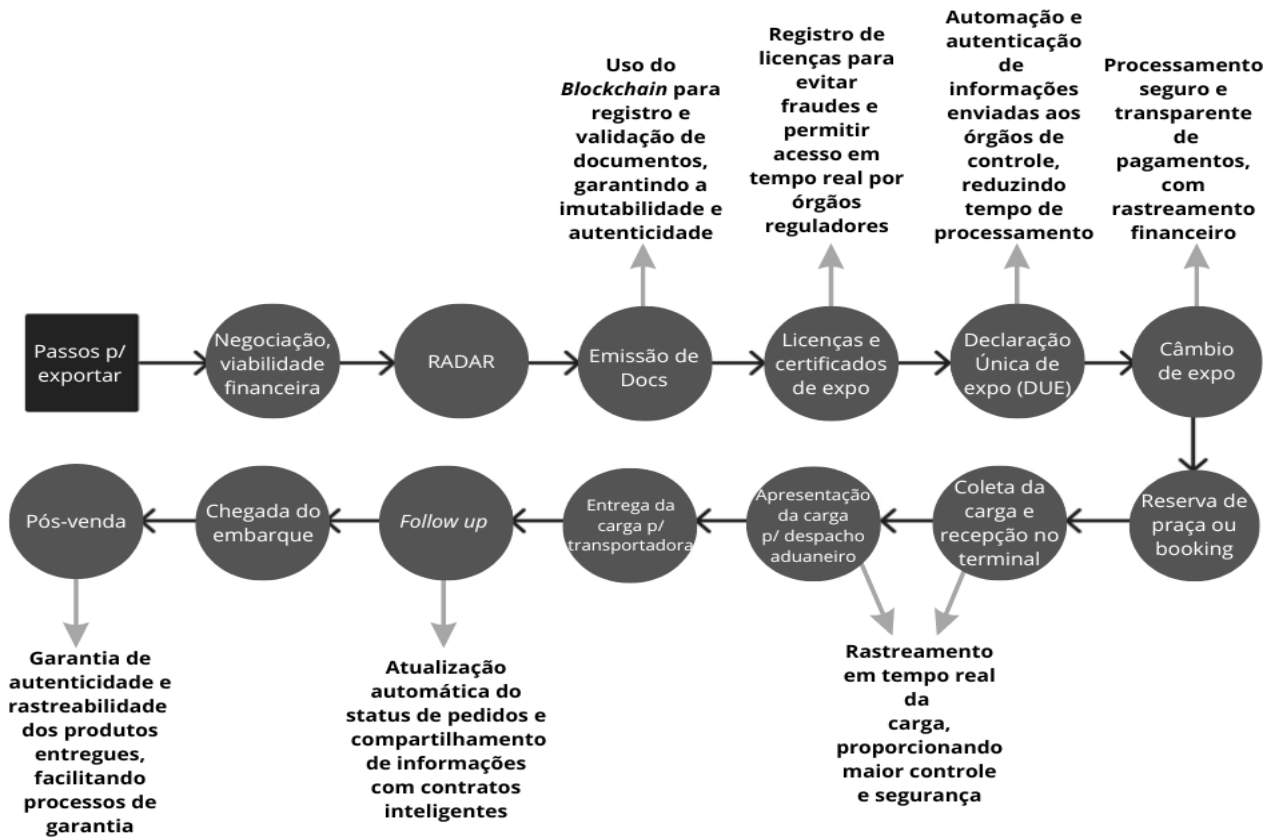 Uso do
Blockchain para
registro e
validação de
documentos,
garantindo a
imutabilidade e
autenticidade
Registro de
licenças para
evitar
fraudes e
permitir
acesso em
tempo real por
órgãos
reguladores
Automação e
autenticação
de
informações
enviadas aos
órgãos de
controle,
reduzindo
tempo de
processamento
Processamento
seguro e
transparente
de
pagamentos,
com
rastreamento
financeiro
Passos p/
exportar
Negociação,
viabilidade
financeira
RADAR
Emissão de
Docs
Licenças e
certificados
de expo
Declaração
Única de
expo (DUE)
Câmbio
de expo
Reserva de
praça ou
booking
Coleta da
carga e
recepção no
terminal
Apresentação
da carga
p/ despacho
aduaneiro
Entrega da
carga p/
transportadora
Follow up
Chegada do
embarque
Pós-venda
Garantia de
autenticidade e
rastreabilidade
dos produtos
entregues,
facilitando
processos de
garantia
Atualização
automática do
status de pedidos e
compartilhamento
de informações
com contratos
inteligentes
Rastreamento
em tempo real
da
carga,
proporcionando
maior controle
e segurança